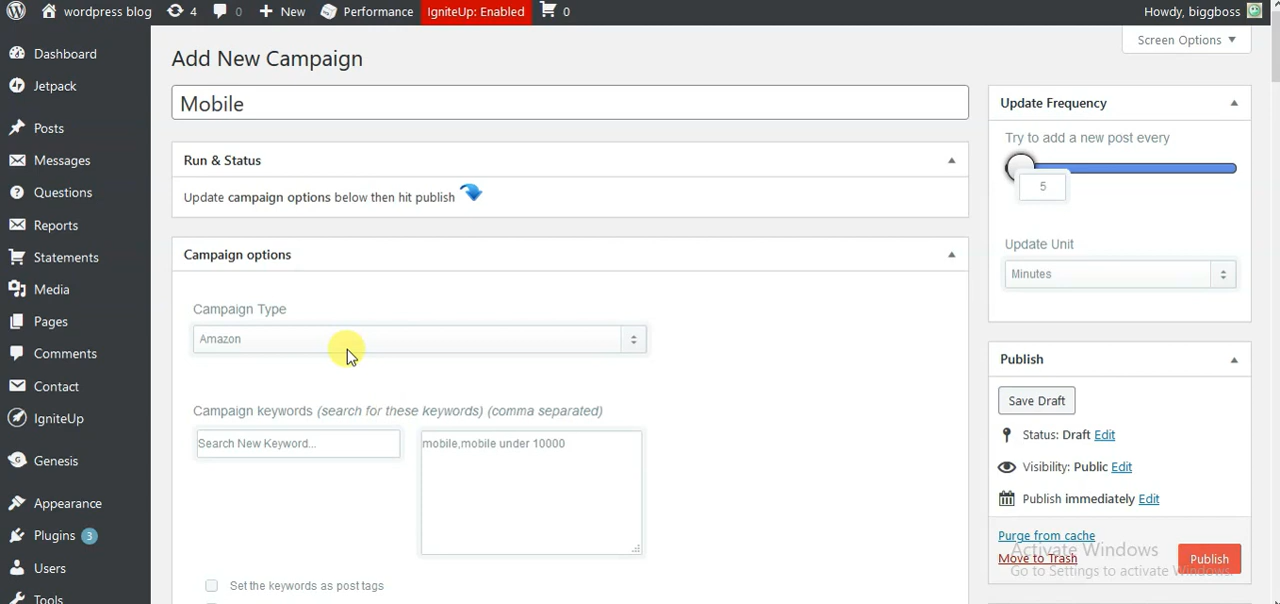 wordpress blog 4 0 New Performance IgniteUp: Enabled 0 Howdy, biggboss
Screen Options
Dashboard
Jetpack
Posts
Messages
Questions
Reports
Statements
Media
Pages
Comments
Contact
IgniteUp
Genesis
Appearance
Plugins 3
Users
Tools
Add New Campaign
Mobile
Run & Status
Update campaign options below then hit publish
Campaign options
Campaign Type
Amazon
Campaign keywords (search for these keywords) (comma separated)
Search New Keyword...
mobile,mobile under 10000
Set the keywords as post tags
Update Frequency
Try to add a new post every
5
Update Unit
Minutes
Publish
Save Draft
Status: Draft Edit
Visibility: Public Edit
Publish immediately Edit
Purge from cache
Move to Trash
Publish
Activate Windows
Go to Settings to activate Windows.